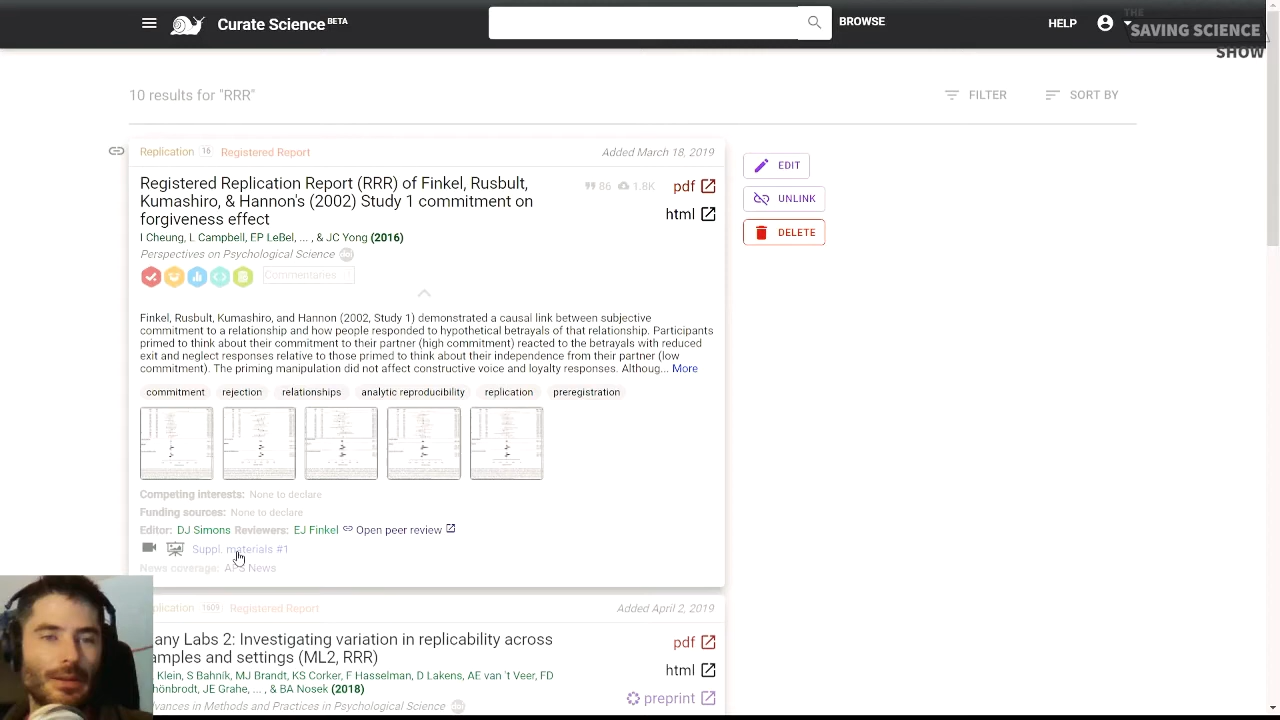 Curate Science BETA
BROWSE
HELP
THE
SAVING SCIENCE
SHOW
10 results for "RRR"
FILTER
SORT BY
Replication 16 Registered Report
Added March 18, 2019
Registered Replication Report (RRR) of Finkel, Rusbult,
Kumashiro, & Hannon's (2002) Study 1 commitment on
forgiveness effect
86 1.8K
pdf
html
I Cheung, L Campbell, EP LeBel, ... , & JC Yong (2016)
Perspectives on Psychological Science doi
Commentaries 1
Finkel, Rusbult, Kumashiro, and Hannon (2002, Study 1) demonstrated a causal link between subjective
commitment to a relationship and how people responded to hypothetical betrayals of that relationship. Participants
primed to think about their commitment to their partner (high commitment) reacted to the betrayals with reduced
exit and neglect responses relative to those primed to think about their independence from their partner (low
commitment). The priming manipulation did not affect constructive voice and loyalty responses. Althoug... More
commitment rejection relationships analytic reproducibility replication preregistration
Competing interests: None to declare
Funding sources: None to declare
Editor: DJ Simons Reviewers: EJ Finkel Open peer review
Suppl. materials #1
News coverage: APS News
EDIT
UNLINK
DELETE
plication 1609 Registered Report
Added April 2, 2019
any Labs 2: Investigating variation in replicability across
amples and settings (ML2, RRR)
pdf
html
preprint
Klein, S Bahník, MJ Brandt, KS Corker, F Hasselman, D Lakens, AE van 't Veer, FD
hönbrodt, JE Grahe, ... , & BA Nosek (2018)
dvances in Methods and Practices in Psychological Science doi